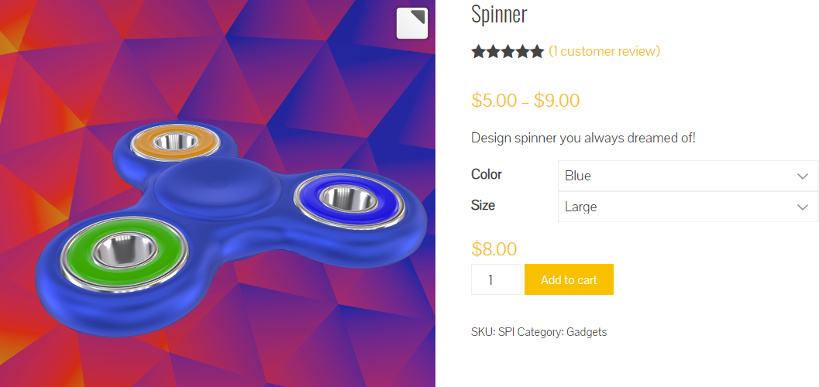 Spinner
★★★★★ (1 customer review)
$5.00 – $9.00
Design spinner you always dreamed of!
Color Blue
Size Large
$8.00
1 Add to cart
SKU: SPI Category: Gadgets